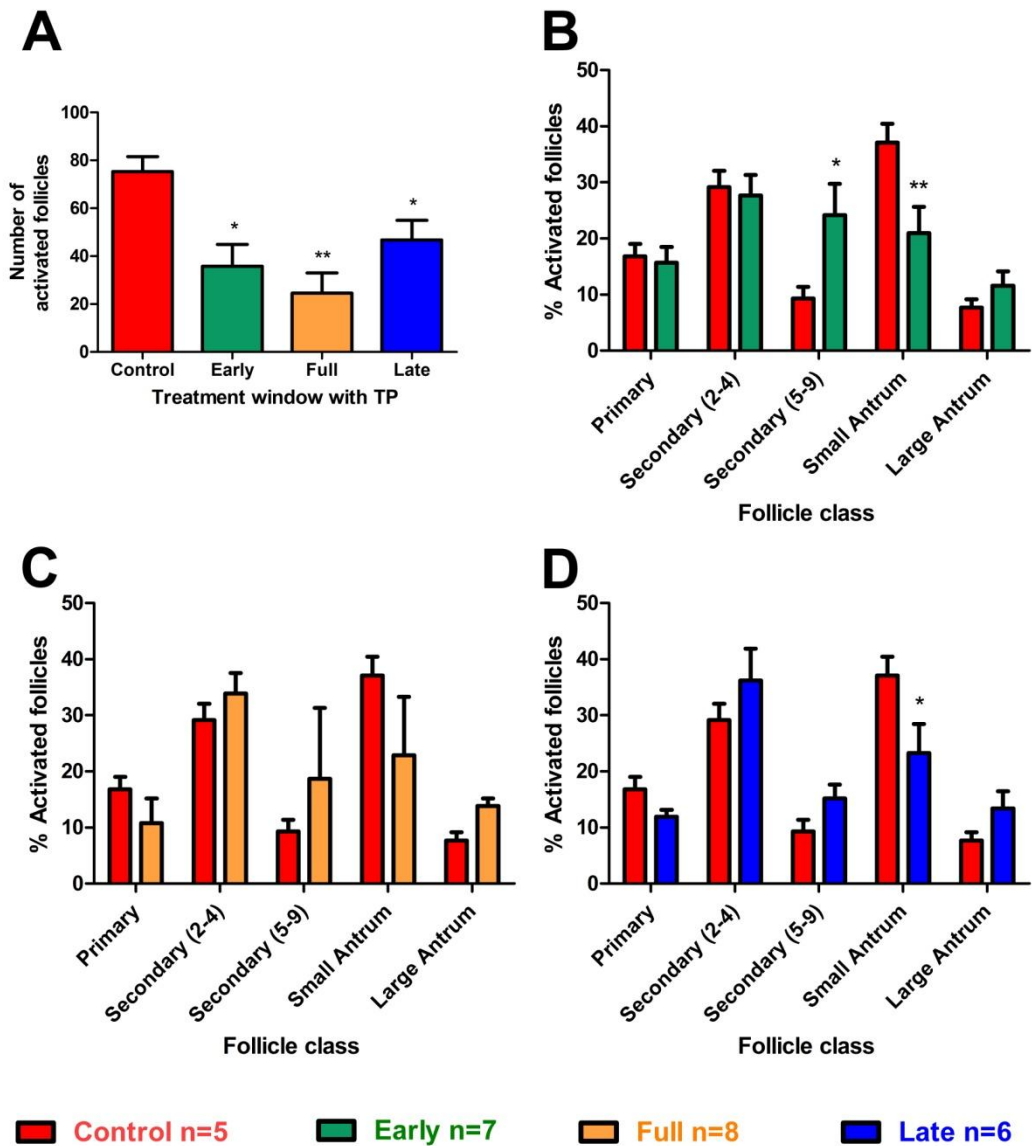 A
Number of
activated follicles
100
80
60
40
20
0
*
**
*
Control Early Full Late
Treatment window with TP
B
% Activated follicles
50
40
30
20
10
0
*
**
Primary
Secondary (2-4)
Secondary (5-9)
Small Antrum
Large Antrum
Follicle class
C
% Activated follicles
50
40
30
20
10
0
Primary
Secondary (2-4)
Secondary (5-9)
Small Antrum
Large Antrum
Follicle class
D
% Activated follicles
50
40
30
20
10
0
*
Primary
Secondary (2-4)
Secondary (5-9)
Small Antrum
Large Antrum
Follicle class
Control n=5 Early n=7 Full n=8 Late n=6